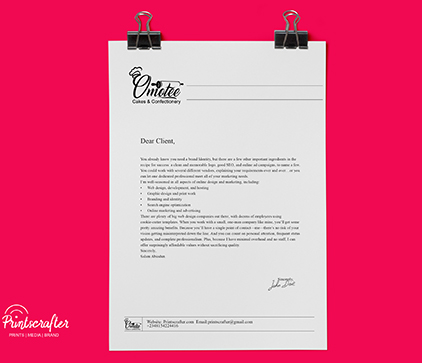 Omotee
Cakes & Confectionery
Dear Client,
You already know you need a brand identity, but there are a few other important ingredients in the
recipe for success: a clean and memorable logo, good SEO, and online ad campaigns, to name a few.
You could work with several different vendors, explaining your requirements over and over…or you
can let one dedicated professional meet all of your marketing needs.
I'm well-seasoned in all aspects of online design and marketing, including:
• Web design, development, and hosting
• Graphic design and print work
• Branding and identity
• Search engine optimization
• Online marketing and advertising
There are plenty of big web design companies out there, with dozens of employees using
cookie-cutter templates. When you work with a small, one-man company like mine, you'll get some
pretty amazing benefits. Because you'll have a single point of contact—me—there's no risk of your
vision getting misinterpreted down the line. And you can count on personal attention, frequent status
updates, and complete professionalism. Plus, because I have minimal overhead and no staff, I can
offer surprisingly affordable values without sacrificing quality.
Sincerely,
Salam Abiodun
Sincerely,
Website: Printscrafter.com Email:printscrafter@gmail.com
+2348134224416
Printscrafter
PRINTS | MEDIA | BRAND